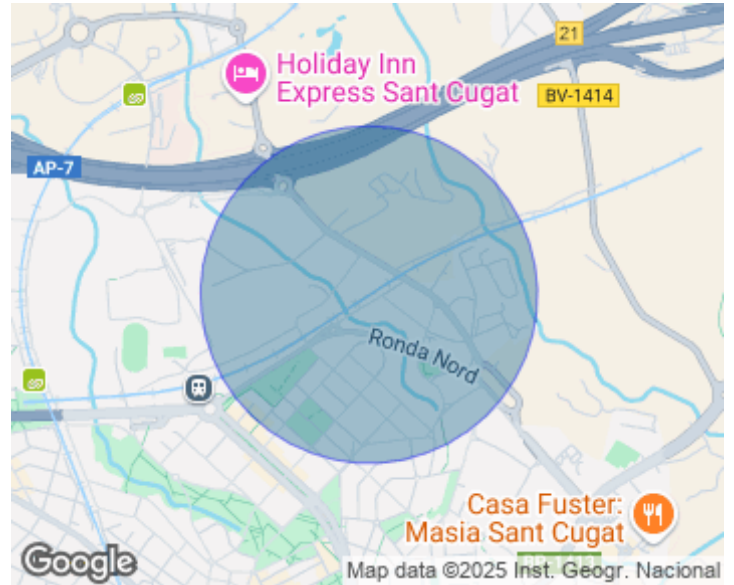 21
Holiday Inn
Express Sant Cugat
BV-1414
AP-7
Ronda Nord
Casa Fuster:
Masia Sant Cugat
Google
Map data ©2025 Inst. Geogr. Nacional